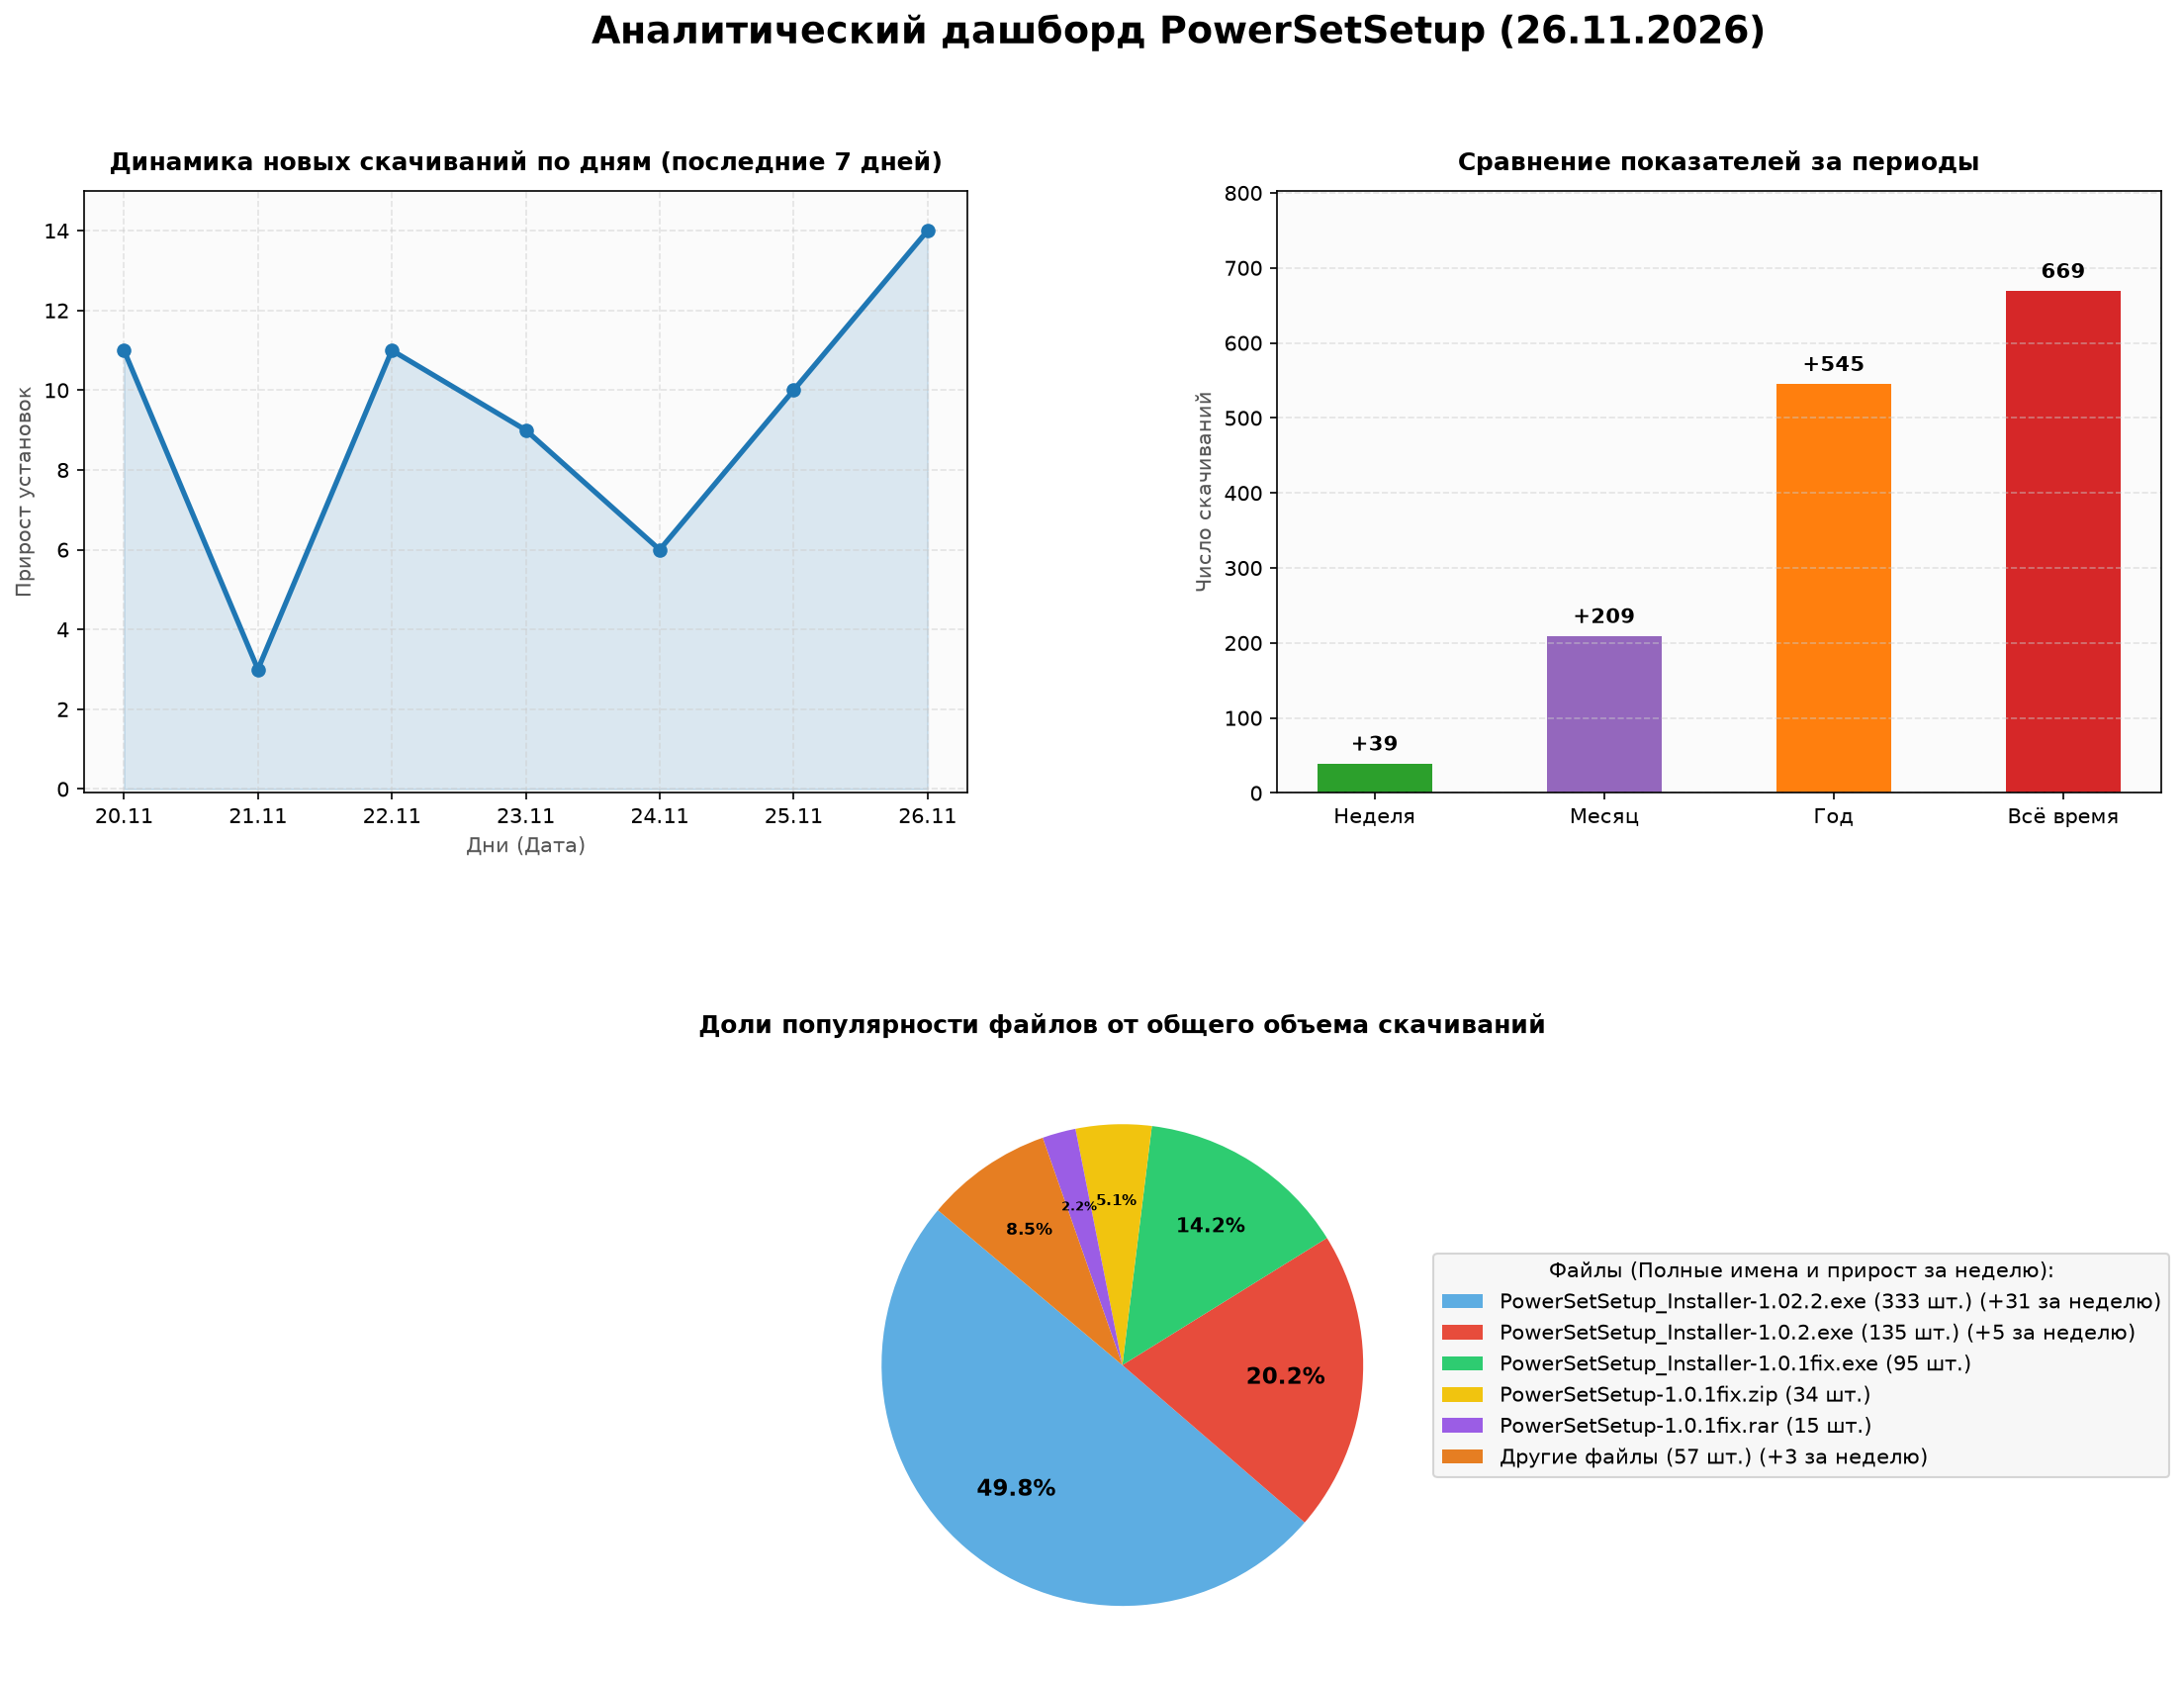 Аналитический дашборд PowerSetSetup (26.11.2026)
Динамика новых скачиваний по дням (последние 7 дней)
Прирост установок
14
12
10
8
6
4
2
0
20.11
21.11
22.11
23.11
24.11
25.11
26.11
Дни (Дата)
Сравнение показателей за периоды
Число скачиваний
800
700
600
500
400
300
200
100
0
+39
+209
+545
669
Неделя
Месяц
Год
Всё время
Доли популярности файлов от общего объема скачиваний
8.5%
2.2%
5.1%
14.2%
20.2%
49.8%
Файлы (Полные имена и прирост за неделю):
PowerSetSetup_Installer-1.02.2.exe (333 шт.) (+31 за неделю)
PowerSetSetup_Installer-1.0.2.exe (135 шт.) (+5 за неделю)
PowerSetSetup_Installer-1.0.1fix.exe (95 шт.)
PowerSetSetup-1.0.1fix.zip (34 шт.)
PowerSetSetup-1.0.1fix.rar (15 шт.)
Другие файлы (57 шт.) (+3 за неделю)